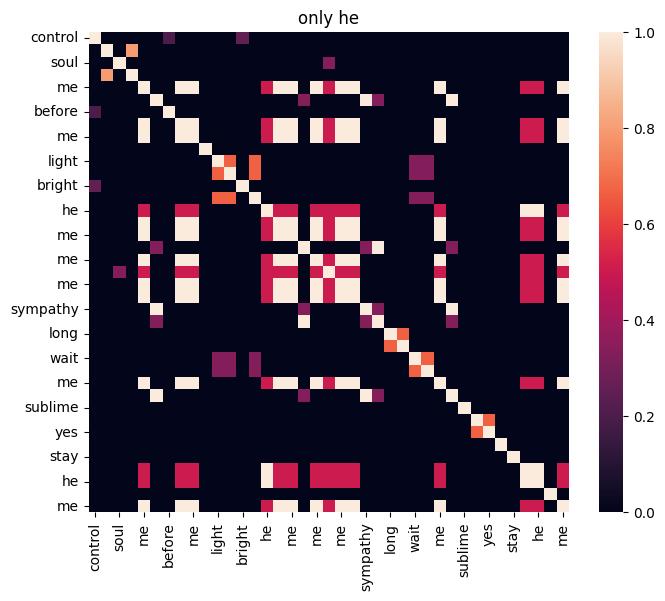 only he
control
soul
me
before
me
light
bright
he
me
me
me
sympathy
long
wait
me
sublime
yes
stay
he
me
control
soul
me
before
me
light
bright
he
me
me
me
sympathy
long
wait
me
sublime
yes
stay
he
me
1.0
0.8
0.6
0.4
0.2
0.0